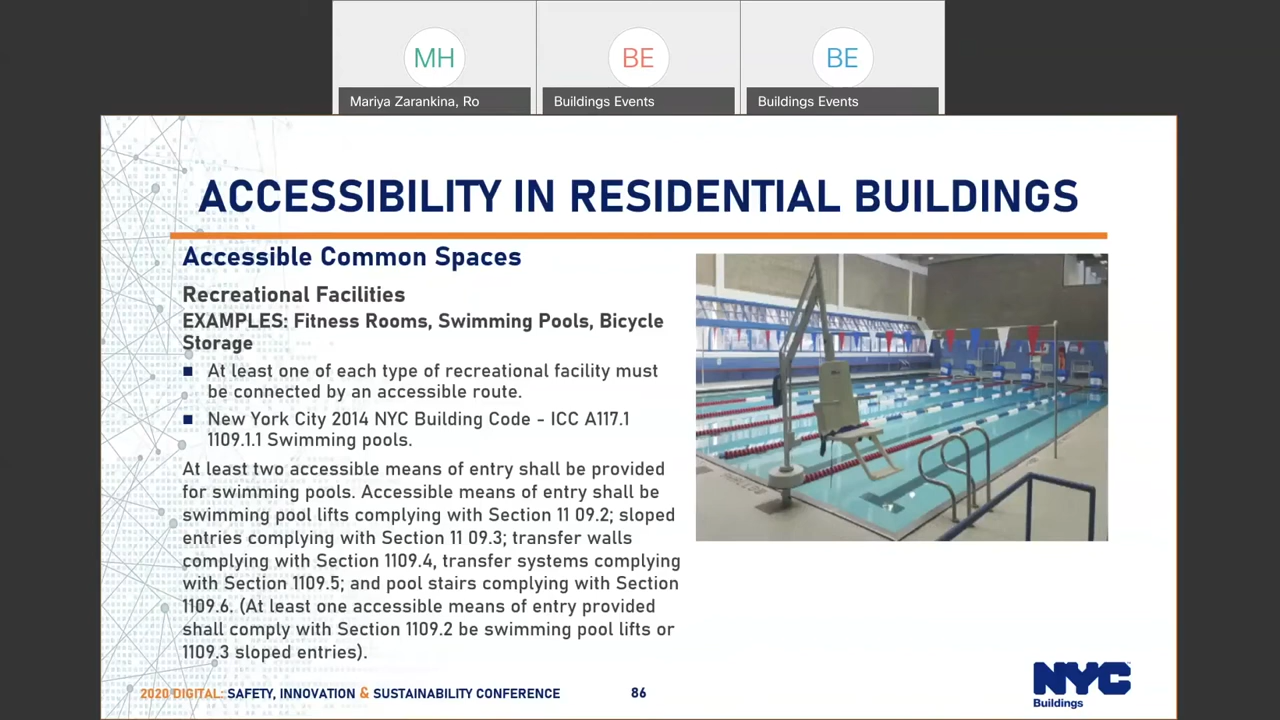 MH
BE
BE
Mariya Zarankina, Ro
Buildings Events
Buildings Events
ACCESSIBILITY IN RESIDENTIAL BUILDINGS
Accessible Common Spaces
Recreational Facilities
EXAMPLES: Fitness Rooms, Swimming Pools, Bicycle
Storage
At least one of each type of recreational facility must
be connected by an accessible route.
New York City 2014 NYC Building Code - ICC A117.1
1109.1.1 Swimming pools.
At least two accessible means of entry shall be provided
for swimming pools. Accessible means of entry shall be
swimming pool lifts complying with Section 11 09.2; sloped
entries complying with Section 11 09.3; transfer walls
complying with Section 1109.4, transfer systems complying
with Section 1109.5; and pool stairs complying with Section
1109.6. (At least one accessible means of entry provided
shall comply with Section 1109.2 be swimming pool lifts or
1109.3 sloped entries).
2020 DIGITAL: SAFETY, INNOVATION & SUSTAINABILITY CONFERENCE
86
NYC
Buildings